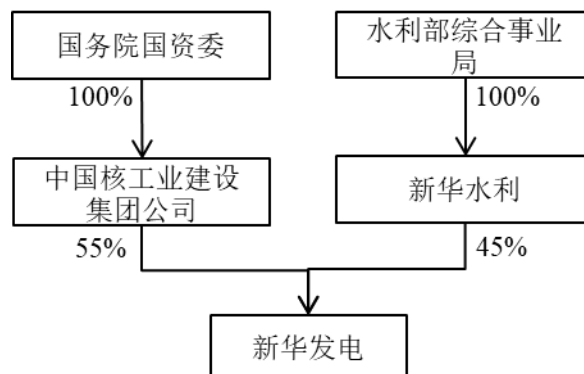 国务院国资委
水利部综合事业
局
100%
100%
中国核工业建设
集团公司
新华水利
55%
45%
新华发电